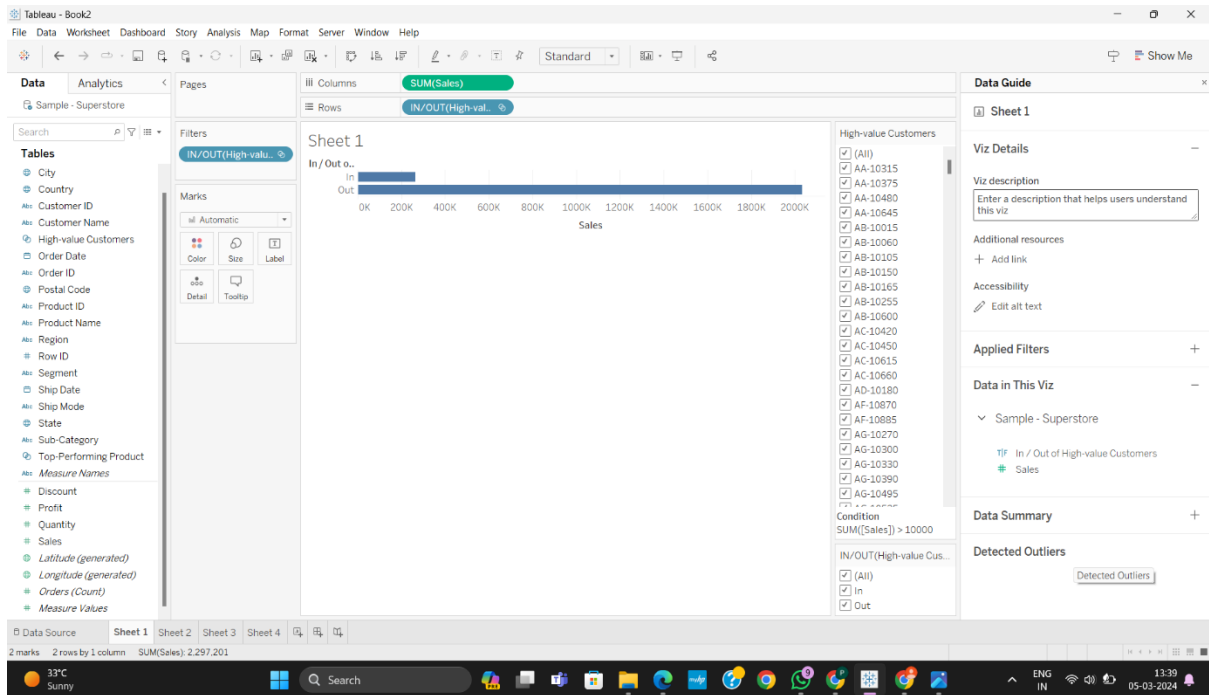 Tableau - Book2
File Data Worksheet Dashboard Story Analysis Map Format Server Window Help
Standard
Show Me
Data Analytics
Sample - Superstore
Search
Tables
City
Country
Abc Customer ID
Abc Customer Name
High-value Customers
Order Date
Abc Order ID
Postal Code
Abc Product ID
Abc Product Name
Abc Region
# Row ID
Abc Segment
Ship Date
Abc Ship Mode
State
Abc Sub-Category
Top-Performing Product
Abc Measure Names
# Discount
# Profit
# Quantity
# Sales
Latitude (generated)
Longitude (generated)
# Orders (Count)
# Measure Values
Pages
Filters
IN/OUT(High-valu..
Marks
Automatic
Color Size Label
Detail Tooltip
Columns SUM(Sales)
Rows IN/OUT(High-val..
Sheet 1
In / Out o..
In
Out
0K 200K 400K 600K 800K 1000K 1200K 1400K 1600K 1800K 2000K
Sales
High-value Customers
(All)
AA-10315
AA-10375
AA-10480
AA-10645
AB-10015
AB-10060
AB-10105
AB-10150
AB-10165
AB-10255
AB-10600
AC-10420
AC-10450
AC-10615
AC-10660
AD-10180
AF-10870
AF-10885
AG-10270
AG-10300
AG-10330
AG-10390
AG-10495
Condition
SUM([Sales]) > 10000
IN/OUT(High-value Cus...
(All)
In
Out
Data Guide
Sheet 1
Viz Details
Viz description
Enter a description that helps users understand
this viz
Additional resources
Add link
Accessibility
Edit alt text
Applied Filters
Data in This Viz
Sample - Superstore
T|F In / Out of High-value Customers
# Sales
Data Summary
Detected Outliers
Detected Outliers
Data Source Sheet 1 Sheet 2 Sheet 3 Sheet 4
2 marks 2 rows by 1 column SUM(Sales): 2,297,201
33°C
Sunny
Search
ENG
IN
13:39
05-03-2024